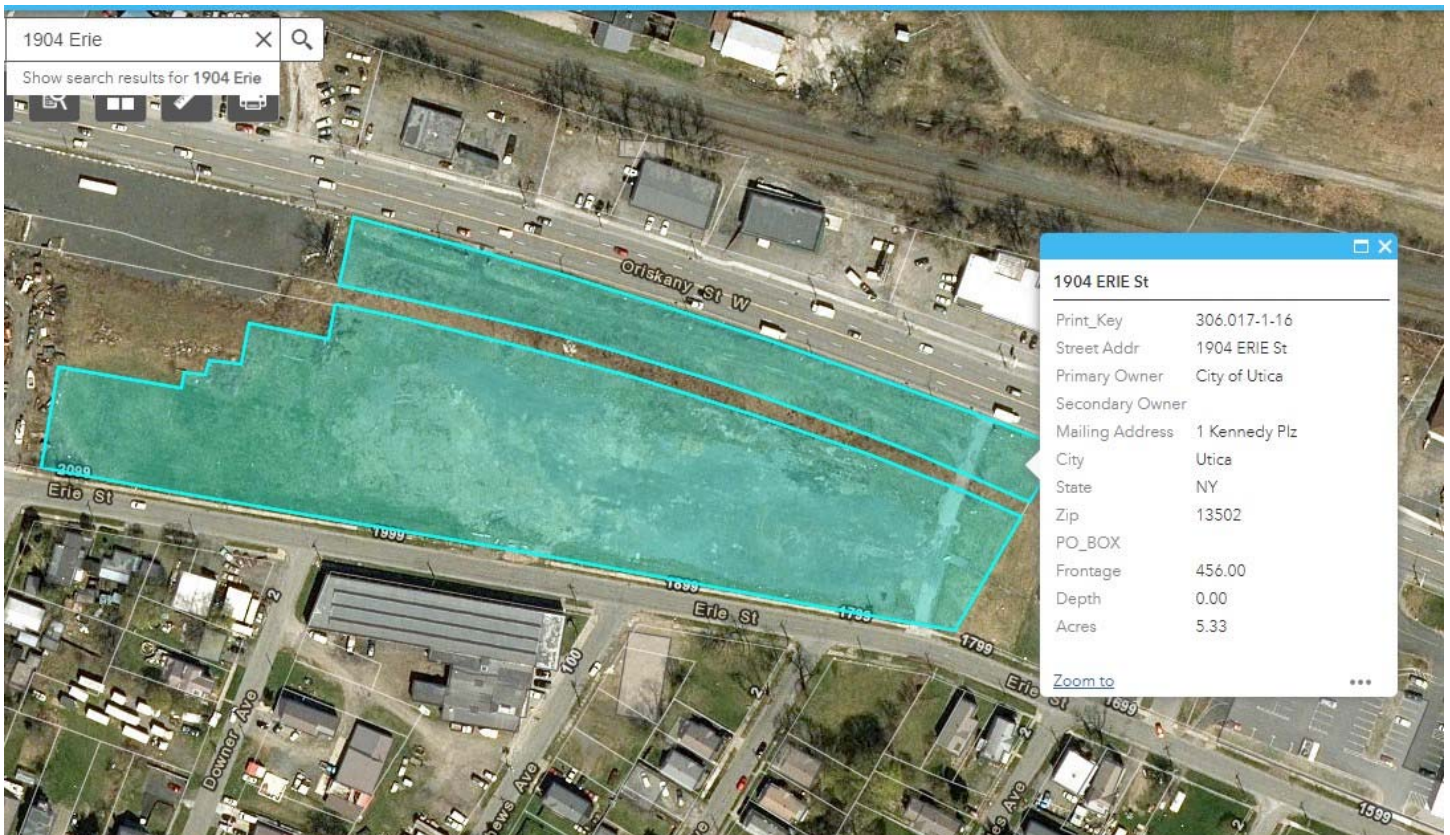 1904 Erie
Show search results for 1904 Erie
Oriskany St W
1904 ERIE St
Print_Key 306.017-1-16
Street Addr 1904 ERIE St
Primary Owner City of Utica
Secondary Owner
Mailing Address 1 Kennedy Plz
City Utica
State NY
Zip 13502
PO_BOX
Frontage 456.00
Depth 0.00
Acres 5.33
Zoom to
2099
Erie St
1999
1899
Erie St
1799
1799
Erie St
1699
1599
2
Downer Ave
100
2
2
2